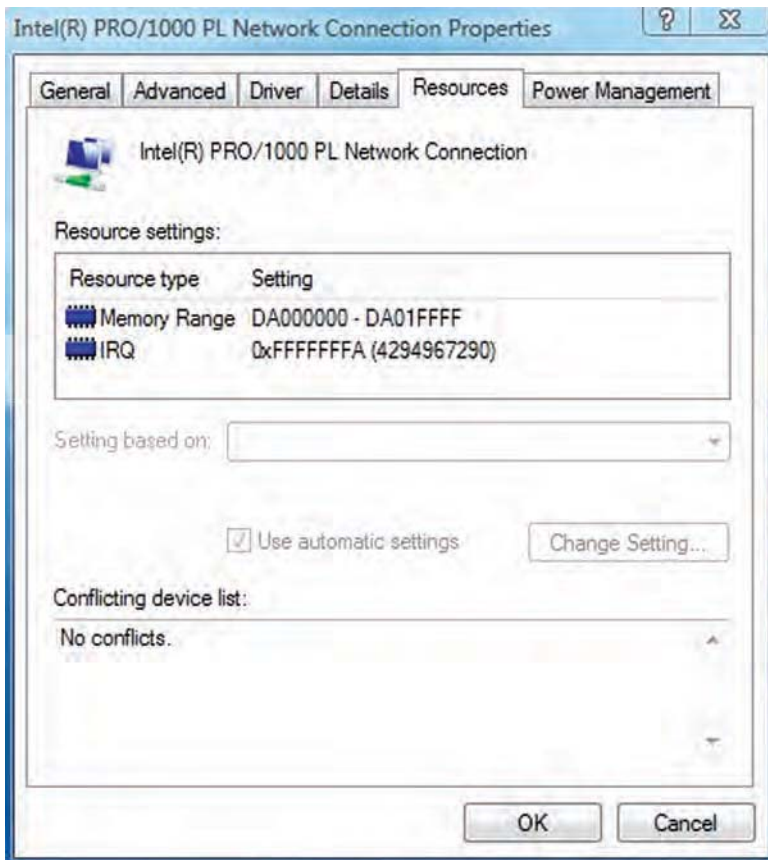 Intel(R) PRO/1000 PL Network Connection Properties
General Advanced Driver Details Resources Power Management
Intel(R) PRO/1000 PL Network Connection
Resource settings:
Resource type Setting
Memory Range DA000000 - DA01FFFF
IRQ 0xFFFFFFFA (4294967290)
Setting based on:
Use automatic settings Change Setting...
Conflicting device list:
No conflicts.
OK Cancel